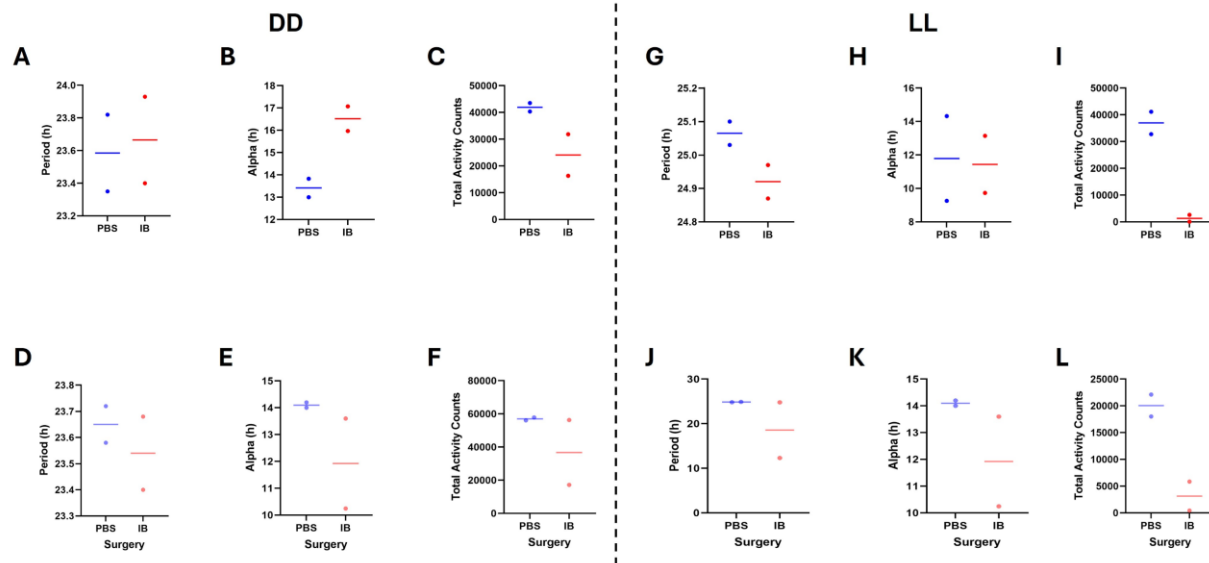 DD
LL
A
Period (h)
24.0
23.8
23.6
23.4
23.2
PBS IB
B
Alpha (h)
18
17
16
15
14
13
12
PBS IB
C
Total Activity Counts
50000
40000
30000
20000
10000
0
PBS IB
G
Period (h)
25.2
25.1
25.0
24.9
24.8
PBS IB
H
Alpha (h)
16
14
12
10
8
PBS IB
I
Total Activity Counts
50000
40000
30000
20000
10000
0
PBS IB
D
Period (h)
23.8
23.7
23.6
23.5
23.4
23.3
PBS IB
Surgery
E
Alpha (h)
15
14
13
12
11
10
PBS IB
Surgery
F
Total Activity Counts
80000
60000
40000
20000
0
PBS IB
Surgery
J
Period (h)
30
20
10
0
PBS IB
Surgery
K
Alpha (h)
15
14
13
12
11
10
PBS IB
Surgery
L
Total Activity Counts
25000
20000
15000
10000
5000
0
PBS IB
Surgery